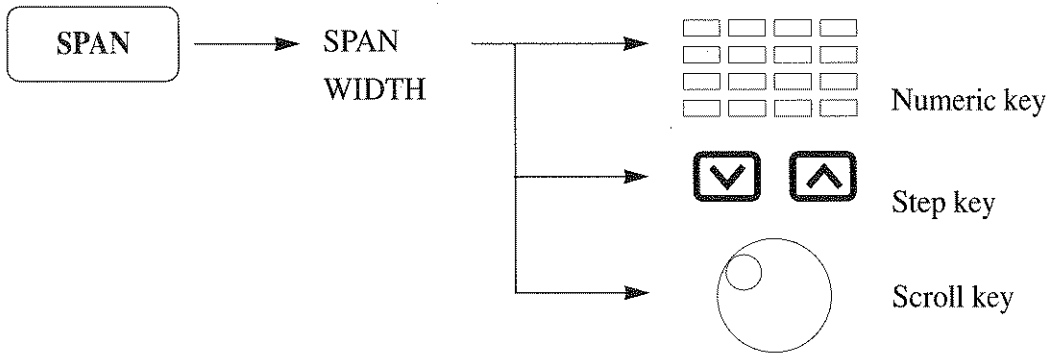 SPAN
SPAN
WIDTH
Numeric key
Step key
Scroll key